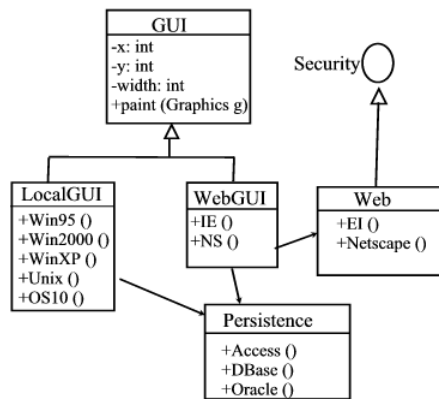 GUI
-x: int
-y: int
-width: int
+paint (Graphics g)
Security
LocalGUI
+Win95 ()
+Win2000 ()
+WinXP ()
+Unix ()
+OS10 ()
WebGUI
+IE ()
+NS ()
Web
+EI ()
+Netscape ()
Persistence
+Access ()
+DBase ()
+Oracle ()